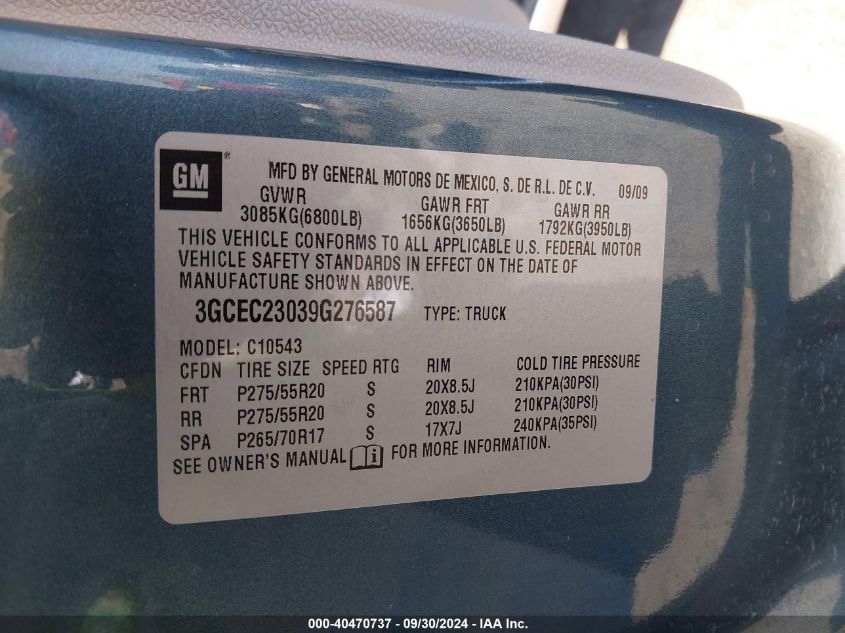 GM ® MFD BY GENERAL MOTORS DE MEXICO, S. DE R.L. DE C.V. 09/09
GVWR GAWR FRT GAWR RR
3085KG(6800LB) 1656KG(3650LB) 1792KG(3950LB)
THIS VEHICLE CONFORMS TO ALL APPLICABLE U.S. FEDERAL MOTOR
VEHICLE SAFETY STANDARDS IN EFFECT ON THE DATE OF
MANUFACTURE SHOWN ABOVE.
3GCEC23039G276587 TYPE: TRUCK
MODEL: C10543
CFDN TIRE SIZE SPEED RTG RIM COLD TIRE PRESSURE
FRT P275/55R20 S 20X8.5J 210KPA(30PSI)
RR P275/55R20 S 20X8.5J 210KPA(30PSI)
SPA P265/70R17 S 17X7J 240KPA(35PSI)
SEE OWNER'S MANUAL i FOR MORE INFORMATION.
000-40470737 - 09/30/2024 - IAA Inc.